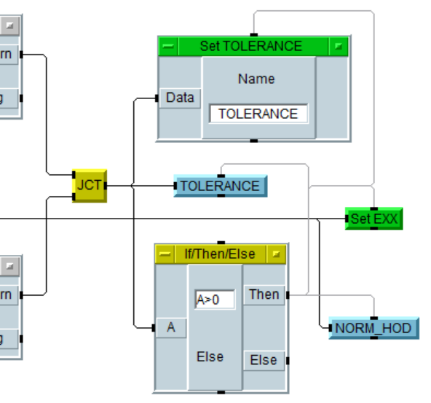 Set TOLERANCE
rn
Name
Data
TOLERANCE
JCT
TOLERANCE
Set EXX
If/Then/Else
A>0
Then
rn
A
NORM_HOD
Else
Else